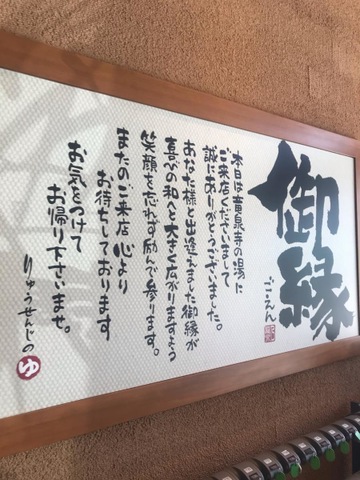 御縁
ごえん
本日は竜泉寺の湯に
ご来店くださいまして
誠にありがとうございました。
あなた様と出逢えました御縁が
喜びの和へと大きく広がりますよう
笑顔を忘れず励んで参ります。
またのご来店 心より
お待ちしております
お気をつけて
お帰り下さいませ。
りゅうせんじの ゆ